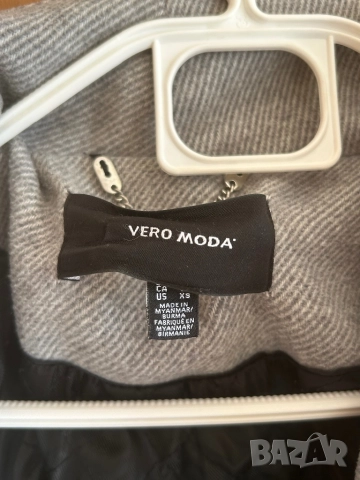 VERO MODA
CA
US XS
MADE IN
MYANMAR/
BURMA
FABRIQUÉ EN
MYANMAR/
BIRMANIE
BAZAR